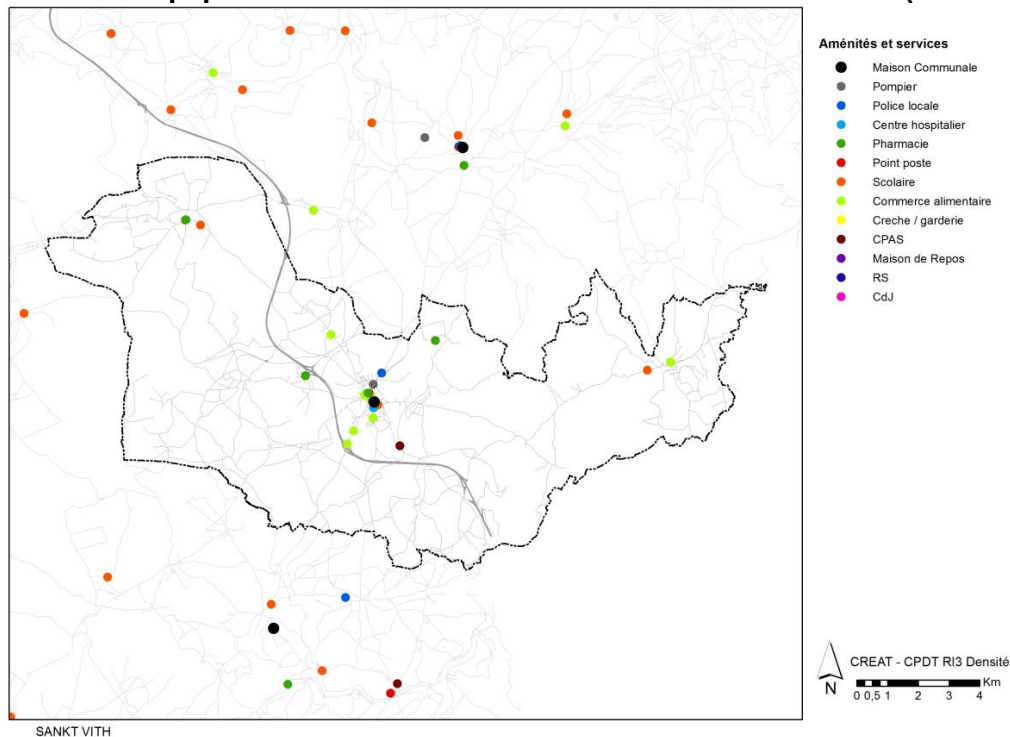 Aménités et services
Maison Communale
Pompier
Police locale
Centre hospitalier
Pharmacie
Point poste
Scolaire
Commerce alimentaire
Creche / garderie
CPAS
Maison de Repos
RS
CdJ
CREAT - CPDT RI3 Densité
N
Km
0 0,5 1 2 3 4
SANKT VITH